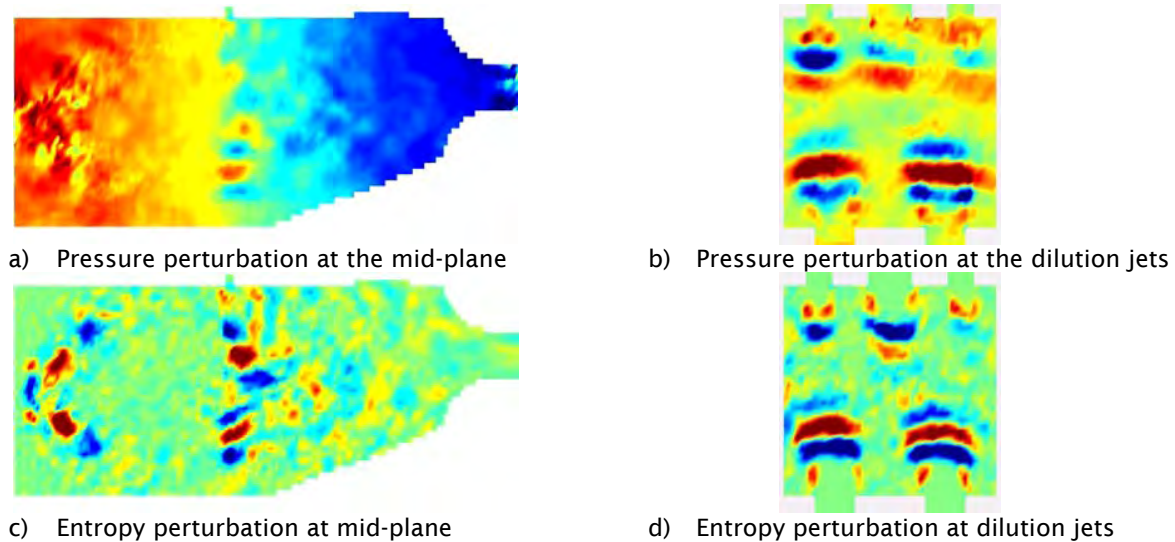 a) Pressure perturbation at the mid-plane
b) Pressure perturbation at the dilution jets
c) Entropy perturbation at mid-plane
d) Entropy perturbation at dilution jets